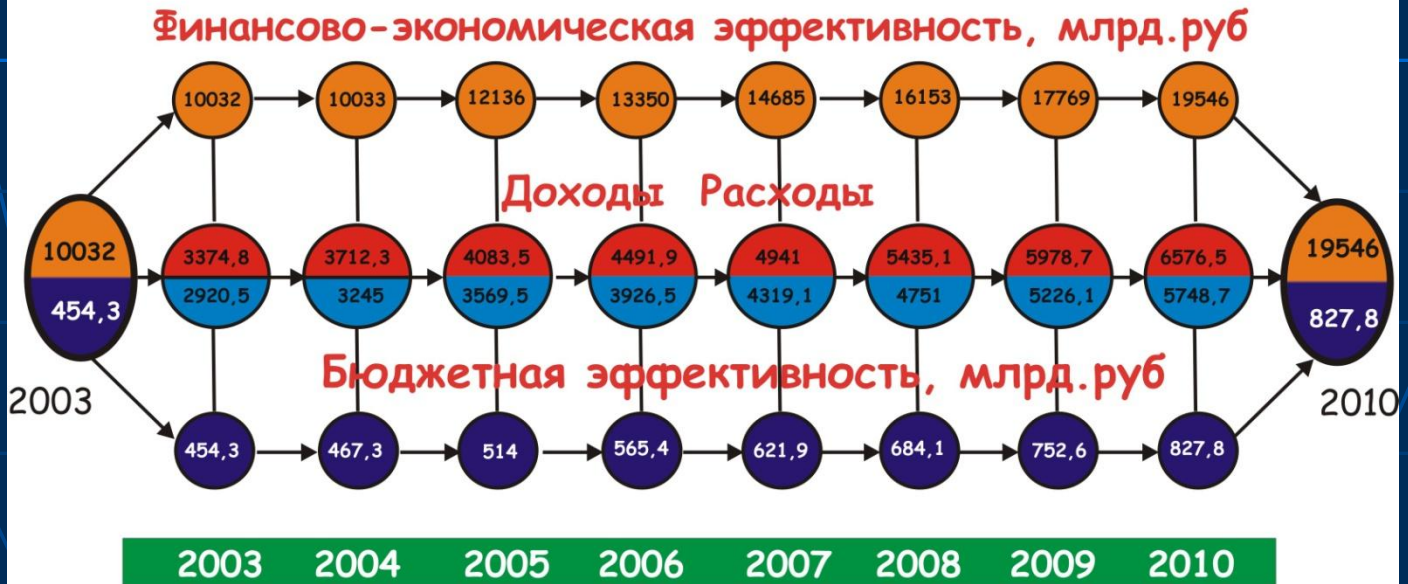 Финансово-экономическая эффективность, млрд.руб
10032 10033 12136 13350 14685 16153 17769 19546
Доходы Расходы
10032 3374,8 3712,3 4083,5 4491,9 4941 5435,1 5978,7 6576,5 19546
454,3 2920,5 3245 3569,5 3926,5 4319,1 4751 5226,1 5748,7 827,8
Бюджетная эффективность, млрд.руб
2003 2010
454,3 467,3 514 565,4 621,9 684,1 752,6 827,8
2003 2004 2005 2006 2007 2008 2009 2010